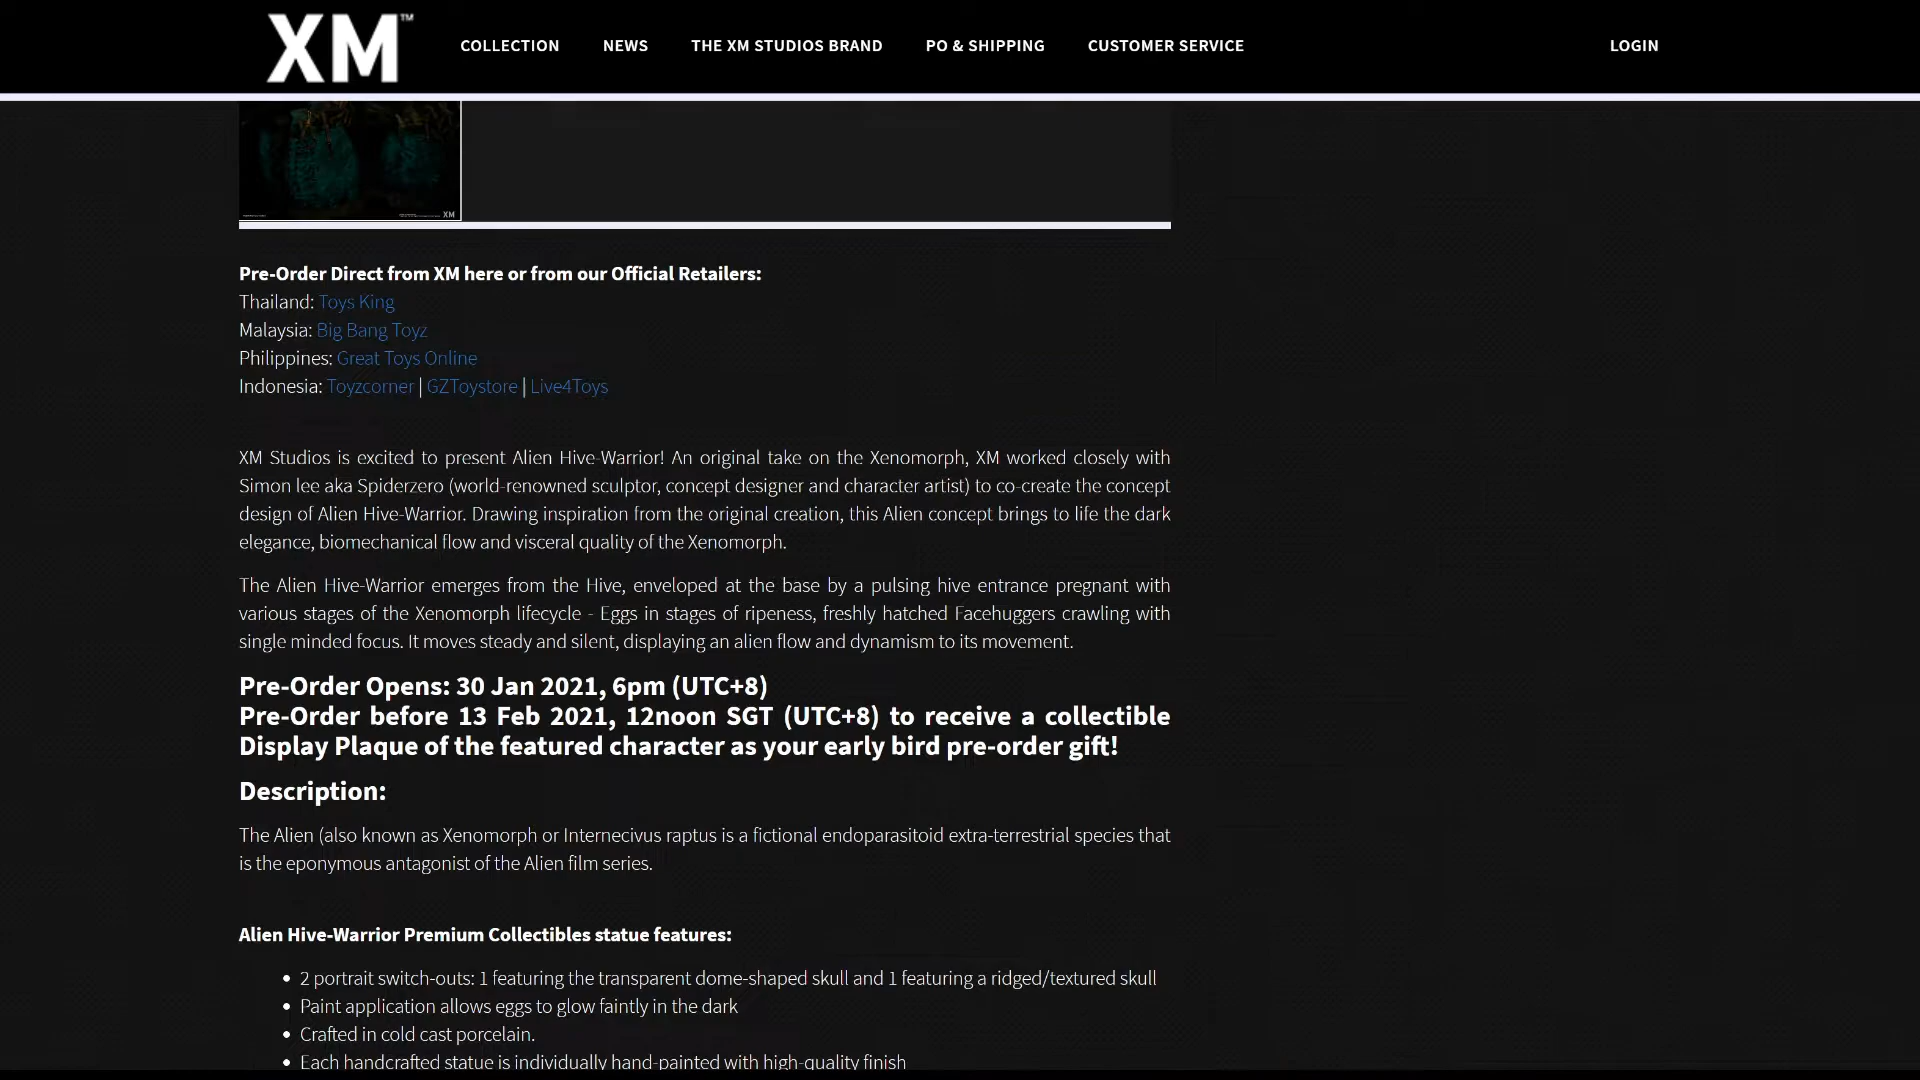 XM™
COLLECTION NEWS THE XM STUDIOS BRAND PO & SHIPPING CUSTOMER SERVICE LOGIN
XM
Pre-Order Direct from XM here or from our Official Retailers:
Thailand: Toys King
Malaysia: Big Bang Toyz
Philippines: Great Toys Online
Indonesia: Toyzcorner | GZToystore | Live4Toys
XM Studios is excited to present Alien Hive-Warrior! An original take on the Xenomorph, XM worked closely with
Simon lee aka Spiderzero (world-renowned sculptor, concept designer and character artist) to co-create the concept
design of Alien Hive-Warrior. Drawing inspiration from the original creation, this Alien concept brings to life the dark
elegance, biomechanical flow and visceral quality of the Xenomorph.
The Alien Hive-Warrior emerges from the Hive, enveloped at the base by a pulsing hive entrance pregnant with
various stages of the Xenomorph lifecycle - Eggs in stages of ripeness, freshly hatched Facehuggers crawling with
single minded focus. It moves steady and silent, displaying an alien flow and dynamism to its movement.
Pre-Order Opens: 30 Jan 2021, 6pm (UTC+8)
Pre-Order before 13 Feb 2021, 12noon SGT (UTC+8) to receive a collectible
Display Plaque of the featured character as your early bird pre-order gift!
Description:
The Alien (also known as Xenomorph or Internecivus raptus is a fictional endoparasitoid extra-terrestrial species that
is the eponymous antagonist of the Alien film series.
Alien Hive-Warrior Premium Collectibles statue features:
• 2 portrait switch-outs: 1 featuring the transparent dome-shaped skull and 1 featuring a ridged/textured skull
• Paint application allows eggs to glow faintly in the dark
• Crafted in cold cast porcelain.
• Each handcrafted statue is individually hand-painted with high-quality finish